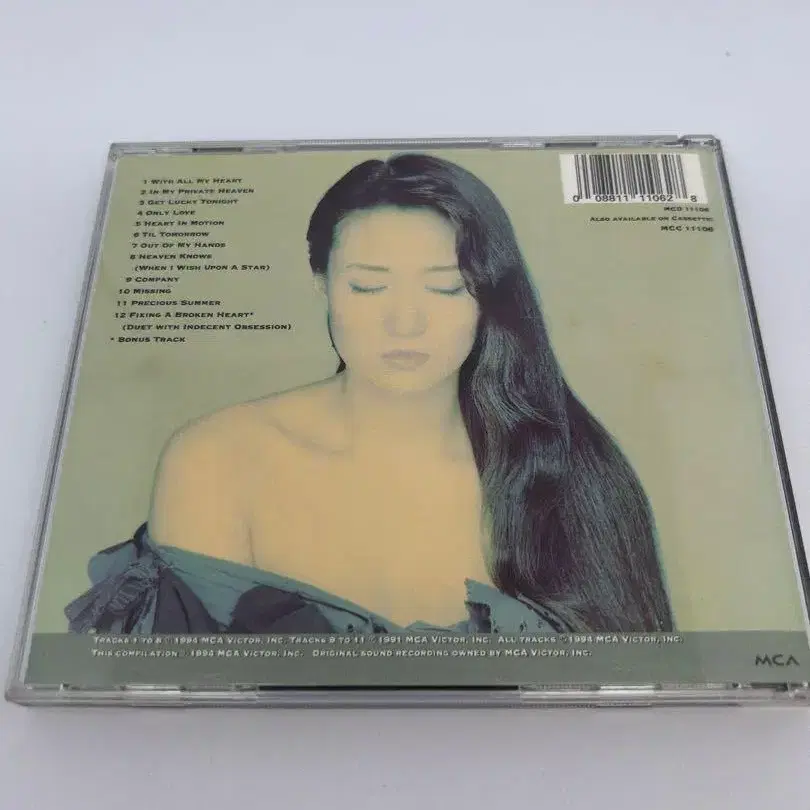 1 With All My Heart
2 In My Private Heaven
3 Get Lucky Tonight
4 Only Love
5 Heart In Motion
6 Til Tomorrow
7 Out Of My Hands
8 Heaven Knows
(When I Wish Upon A Star)
9 Company
10 Missing
11 Precious Summer
12 Fixing A Broken Heart*
(Duet with Indecent Obsession)
* Bonus Track
0 08811 11062 8
MCD 11106
Also available on Cassette:
MCC 11106
Tracks 1 to 8 ℗ 1994 MCA Victor, Inc. Tracks 9 to 11 ℗ 1991 MCA Victor, Inc. All tracks © 1994 MCA Victor, Inc.
This compilation ℗ 1994 MCA Victor, Inc. Original sound recording owned by MCA Victor, Inc.
MCA